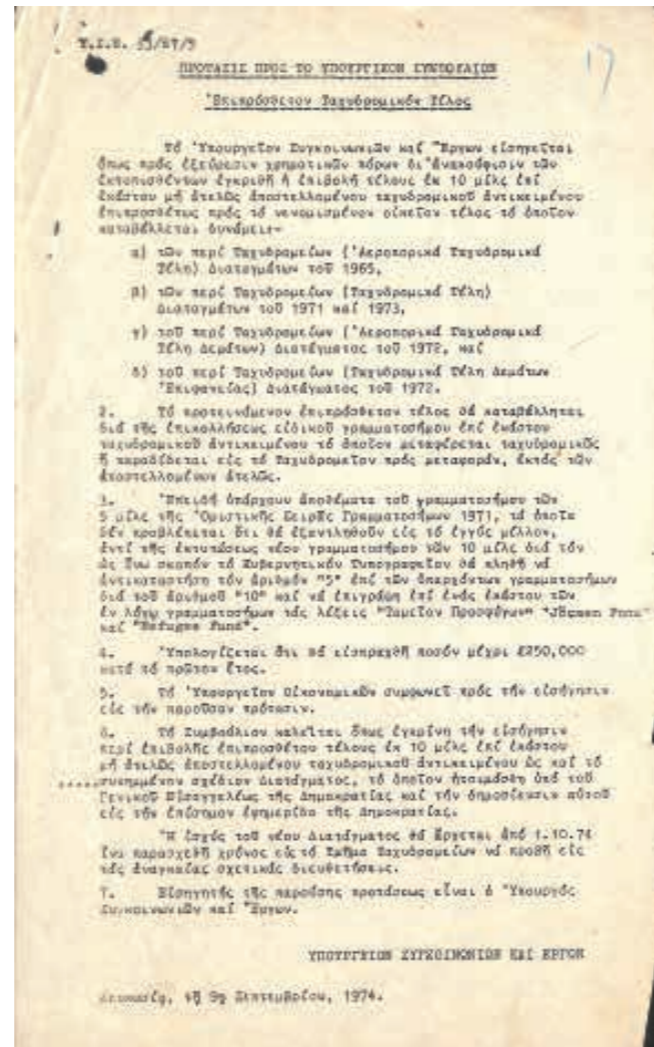 17
ΠΡΟΤΑΣΙΣ ΠΡΟΣ ΤΟ ΥΠΟΥΡΓΙΚΟΝ ΣΥΜΒΟΥΛΙΟΝ
Ἐπιπρόσθετον Ταχυδρομικόν Τέλος
Τό Ὑπουργεῖον Συγκοινωνιῶν καί Ἔργων εἰσηγεῖται
ὅπως πρός ἐξεύρεσιν χρηματικῶν πόρων δι' ἀνακούφισιν τῶν
ἐκτοπισθέντων ἐγκριθῆ ἡ ἐπιβολή τέλους ἐκ 10 μίλς ἐπί
ἑκάστου μή ἀτελῶς ἀποστελλομένου ταχυδρομικοῦ ἀντικειμένου
ἐπιπροσθέτως πρός τό νενομισμένον οἰκεῖον τέλος τό ὁποῖον
καταβάλλεται δυνάμει:-
α) τῶν περί Ταχυδρομείων (Ἀεροπορικά Ταχυδρομικά
Τέλη) Διαταγμάτων τοῦ 1965,
β) τῶν περί Ταχυδρομείων (Ταχυδρομικά Τέλη)
Διαταγμάτων τοῦ 1971 καί 1973,
γ) τοῦ περί Ταχυδρομείων (Ἀεροπορικά Ταχυδρομικά
Τέλη Δεμάτων) Διατάγματος τοῦ 1972, καί
δ) τοῦ περί Ταχυδρομείων (Ταχυδρομικά Τέλη Δεμάτων
Ἐπιφανείας) Διατάγματος τοῦ 1972.
2. Τό προτεινόμενον ἐπιπρόσθετον τέλος θά καταβάλληται
διά τῆς ἐπικολλήσεως εἰδικοῦ γραμματοσήμου ἐπί ἑκάστου
ταχυδρομικοῦ ἀντικειμένου τό ὁποῖον μεταφέρεται ταχυδρομικῶς
ἤ παραδίδεται εἰς τό Ταχυδρομεῖον πρός μεταφοράν, ἐκτός τῶν
ἀποστελλομένων ἀτελῶς.
3. Ἐπειδή ὑπάρχουν ἀποθέματα τοῦ γραμματοσήμου τῶν
5 μίλς τῆς Ὁριστικῆς Σειρᾶς Γραμματοσήμων 1971, τά ὁποῖα
δέν προβλέπεται ὅτι θά ἐξαντληθοῦν εἰς τό ἐγγύς μέλλον,
ἀντί τῆς ἐκτυπώσεως νέου γραμματοσήμου τῶν 10 μίλς διά τόν
ὡς ἄνω σκοπόν τό Κυβερνητικόν Τυπογραφεῖον θά κληθῆ νά
ἀντικαταστήση τόν ἀριθμόν "5" ἐπί τῶν ὑπαρχόντων γραμματοσήμων
διά τοῦ ἀριθμοῦ "10" καί νά ἐπιγράψη ἐπί ἑνός ἑκάστου τῶν
ἐν λόγῳ γραμματοσήμων τάς λέξεις "Ταμεῖον Προσφύγων" "Göçmen Fonu"
καί "Refugee Fund".
4. Ὑπολογίζεται ὅτι θά εἰσπραχθῆ ποσόν μέχρι £250,000
κατά τό πρῶτον ἔτος.
5. Τό Ὑπουργεῖον Οἰκονομικῶν συμφωνεῖ πρός τήν εἰσήγησιν
εἰς τήν παροῦσαν πρότασιν.
6. Τό Συμβούλιον καλεῖται ὅπως ἐγκρίνη τήν εἰσήγησιν
περί ἐπιβολῆς ἐπιπροσθέτου τέλους ἐκ 10 μίλς ἐπί ἑκάστου
μή ἀτελῶς ἀποστελλομένου ταχυδρομικοῦ ἀντικειμένου ὡς καί τό
.....συνημμένον σχέδιον Διατάγματος, τό ὁποῖον ἡτοιμάσθη ὑπό τοῦ
Γενικοῦ Εἰσαγγελέως τῆς Δημοκρατίας καί τήν δημοσίευσιν αὐτοῦ
εἰς τήν ἐπίσημον ἐφημερίδα τῆς Δημοκρατίας.
Ἡ ἰσχύς τοῦ νέου Διατάγματος θά ἄρχεται ἀπό 1.10.74
ἵνα παρασχεθῆ χρόνος εἰς τό Τμῆμα Ταχυδρομείων νά προβῆ εἰς
τάς ἀναγκαίας σχετικάς διευθετήσεις.
7. Εἰσηγητής τῆς παρούσης προτάσεως εἶναι ὁ Ὑπουργός
Συγκοινωνιῶν καί Ἔργων.
ΥΠΟΥΡΓΕΙΟΝ ΣΥΓΚΟΙΝΩΝΙΩΝ ΚΑΙ ΕΡΓΩΝ
Λευκωσίᾳ, τῇ 9ῃ Σεπτεμβρίου, 1974.